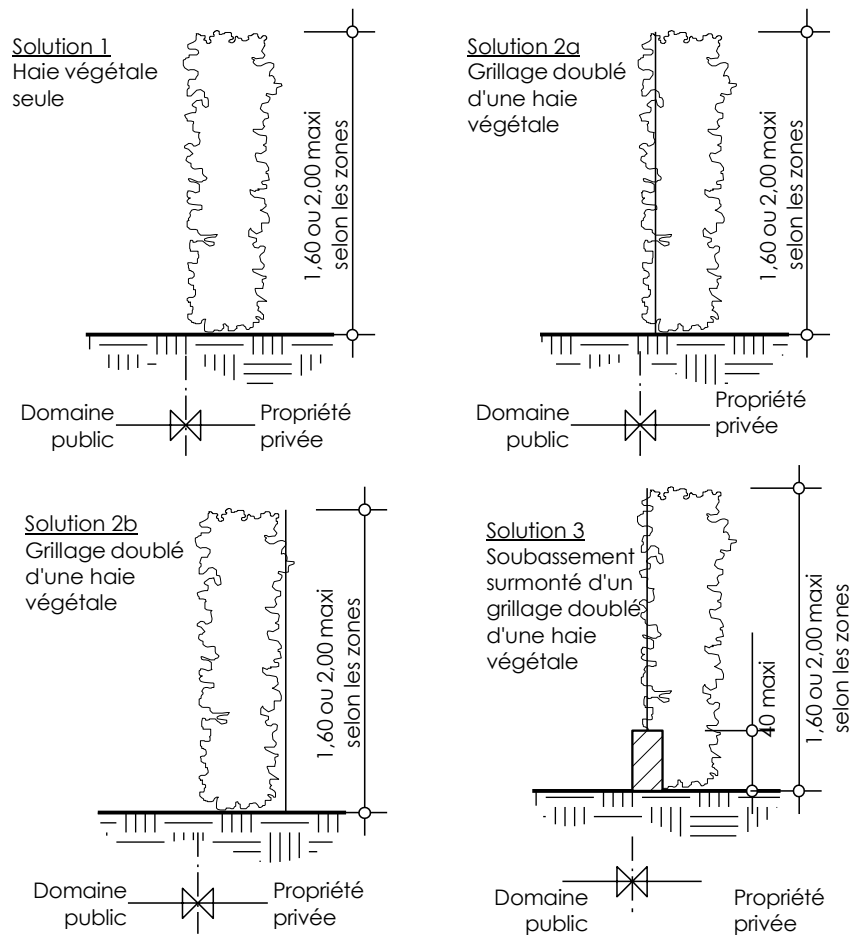 Solution 1
Haie végétale
seule
1,60 ou 2,00 maxi
selon les zones
Domaine
public
Propriété
privée
Solution 2a
Grillage doublé
d'une haie
végétale
1,60 ou 2,00 maxi
selon les zones
Domaine
public
Propriété
privée
Solution 2b
Grillage doublé
d'une haie
végétale
1,60 ou 2,00 maxi
selon les zones
Domaine
public
Propriété
privée
Solution 3
Soubassement
surmonté d'un
grillage doublé
d'une haie
végétale
40 maxi
1,60 ou 2,00 maxi
selon les zones
Domaine
public
Propriété
privée